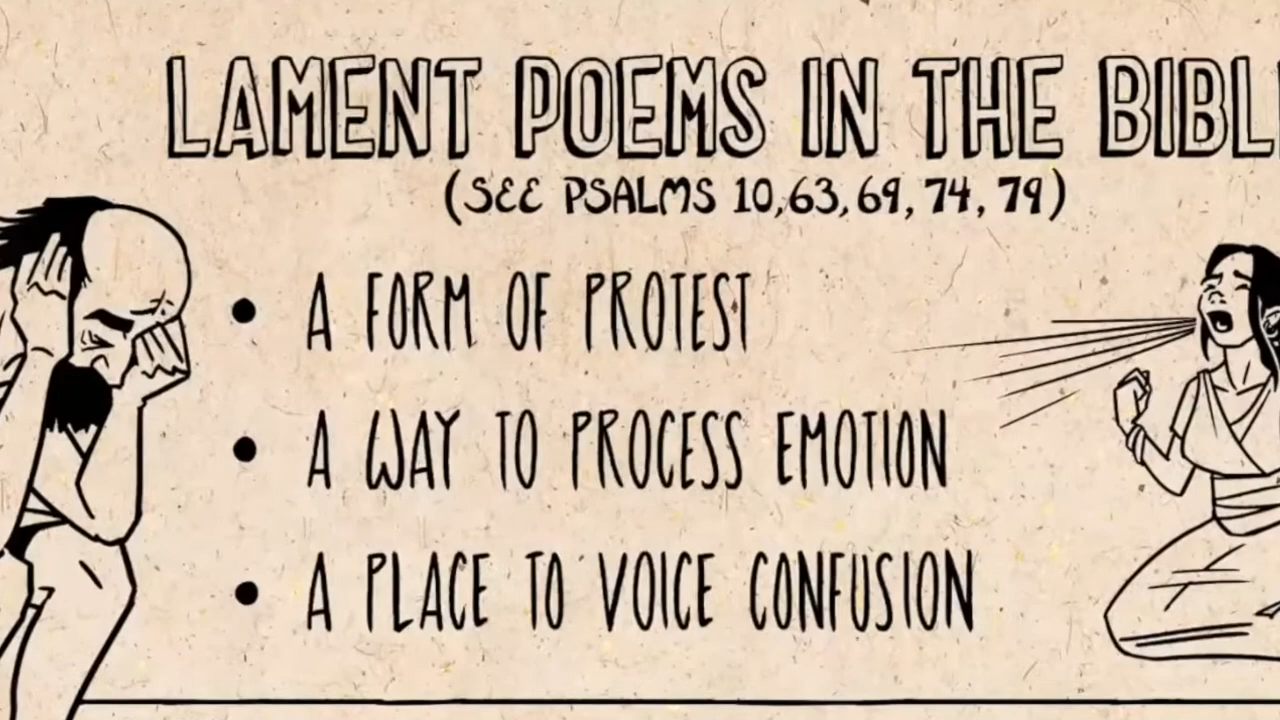 LAMENT POEMS IN THE BIBL
(SEE PSALMS 10, 63, 69, 74, 79)
• A FORM OF PROTEST
• A WAY TO PROCESS EMOTION
• A PLACE TO VOICE CONFUSION